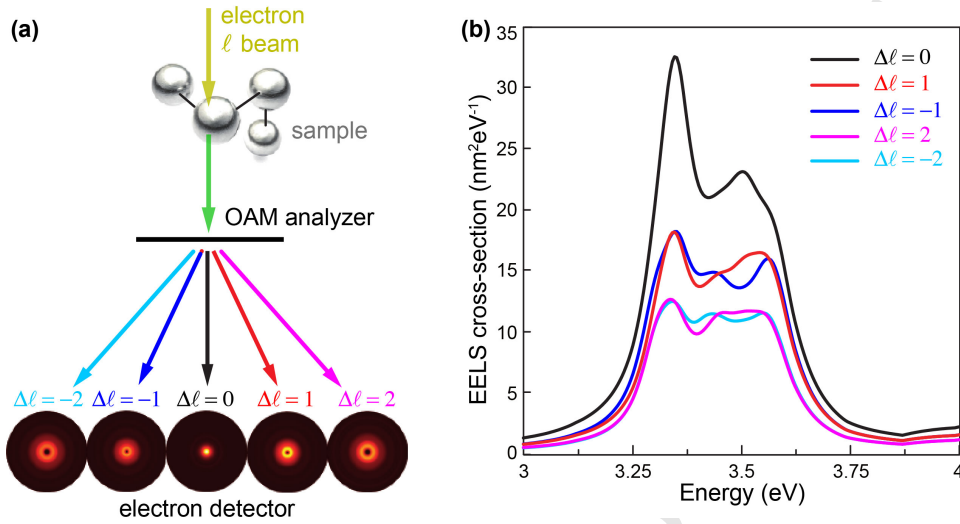 (a)
electron
ℓ beam
sample
OAM analyzer
Δℓ = −2 Δℓ = −1 Δℓ = 0 Δℓ = 1 Δℓ = 2
electron detector
(b)
EELS cross-section (nm²eV⁻¹)
35
30
25
20
15
10
5
0
3 3.25 3.5 3.75 4
Energy (eV)
Δℓ = 0
Δℓ = 1
Δℓ = −1
Δℓ = 2
Δℓ = −2